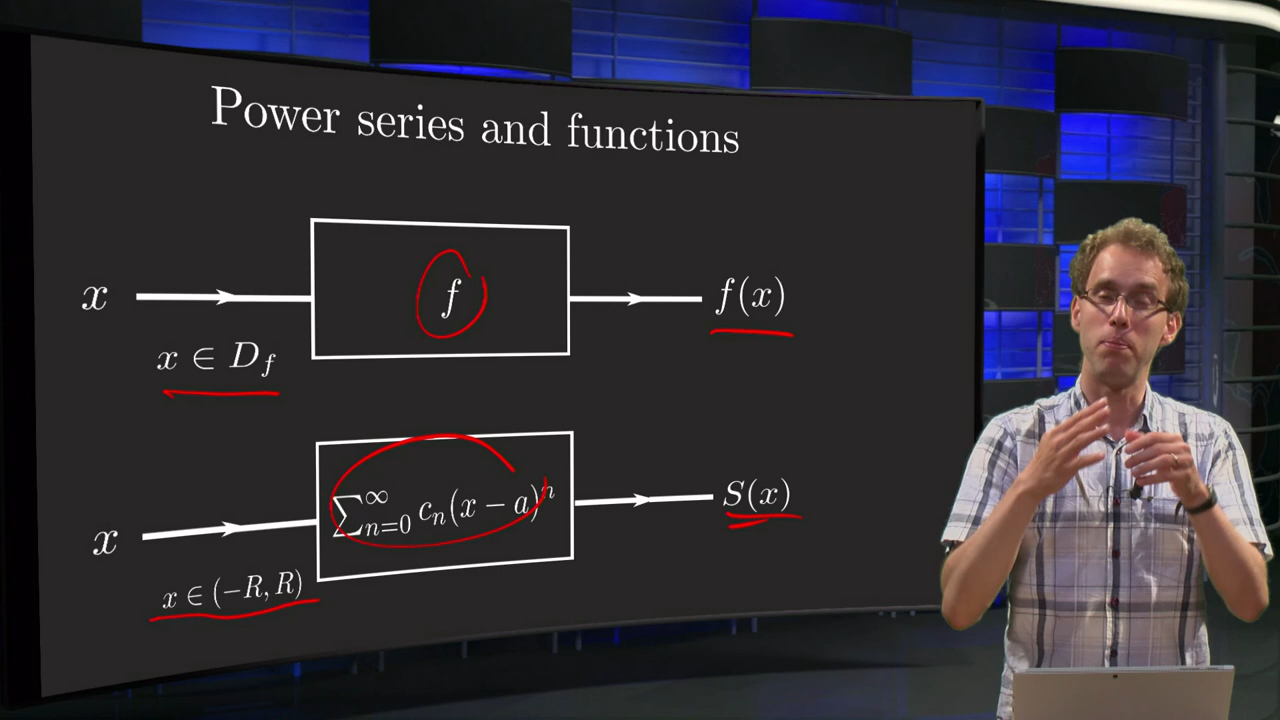 Power series and functions
x
f
f(x)
x ∈ D_f
x
∑_{n=0}^{∞} c_n(x − a)^n
S(x)
x ∈ (−R, R)